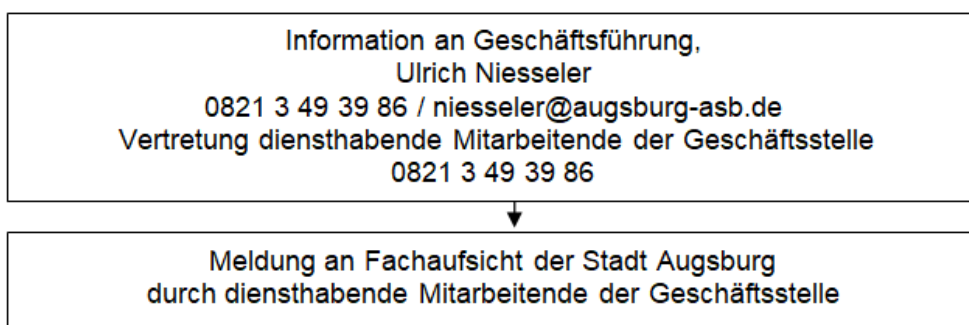 Information an Geschäftsführung,
Ulrich Niesseler
0821 3 49 39 86 / niesseler@augsburg-asb.de
Vertretung diensthabende Mitarbeitende der Geschäftsstelle
0821 3 49 39 86
Meldung an Fachaufsicht der Stadt Augsburg
durch diensthabende Mitarbeitende der Geschäftsstelle